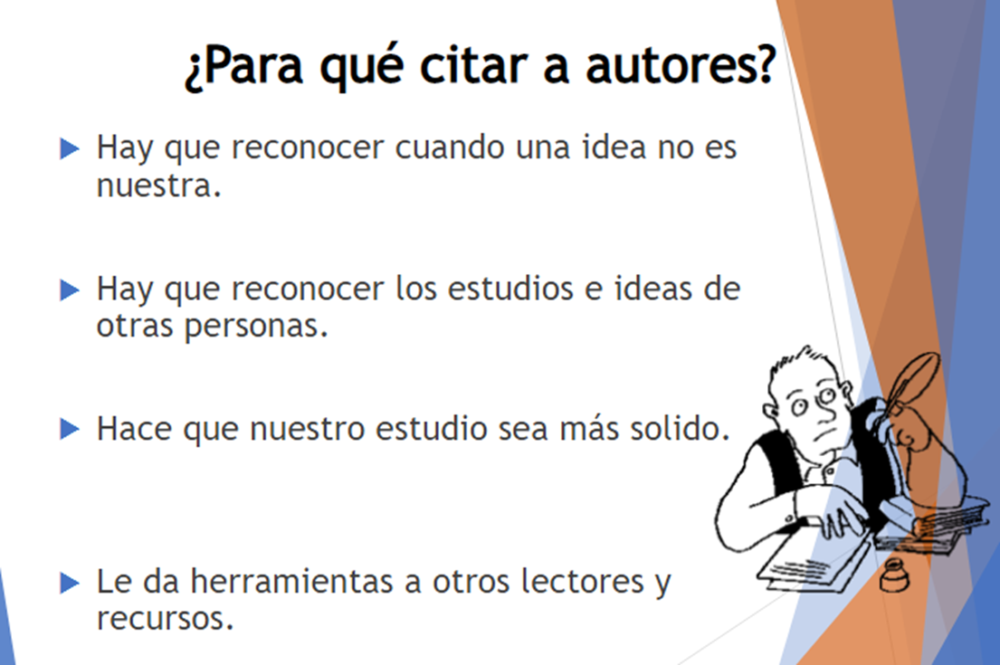 ¿Para qué citar a autores?
Hay que reconocer cuando una idea no es
nuestra.
Hay que reconocer los estudios e ideas de
otras personas.
Hace que nuestro estudio sea más solido.
Le da herramientas a otros lectores y
recursos.